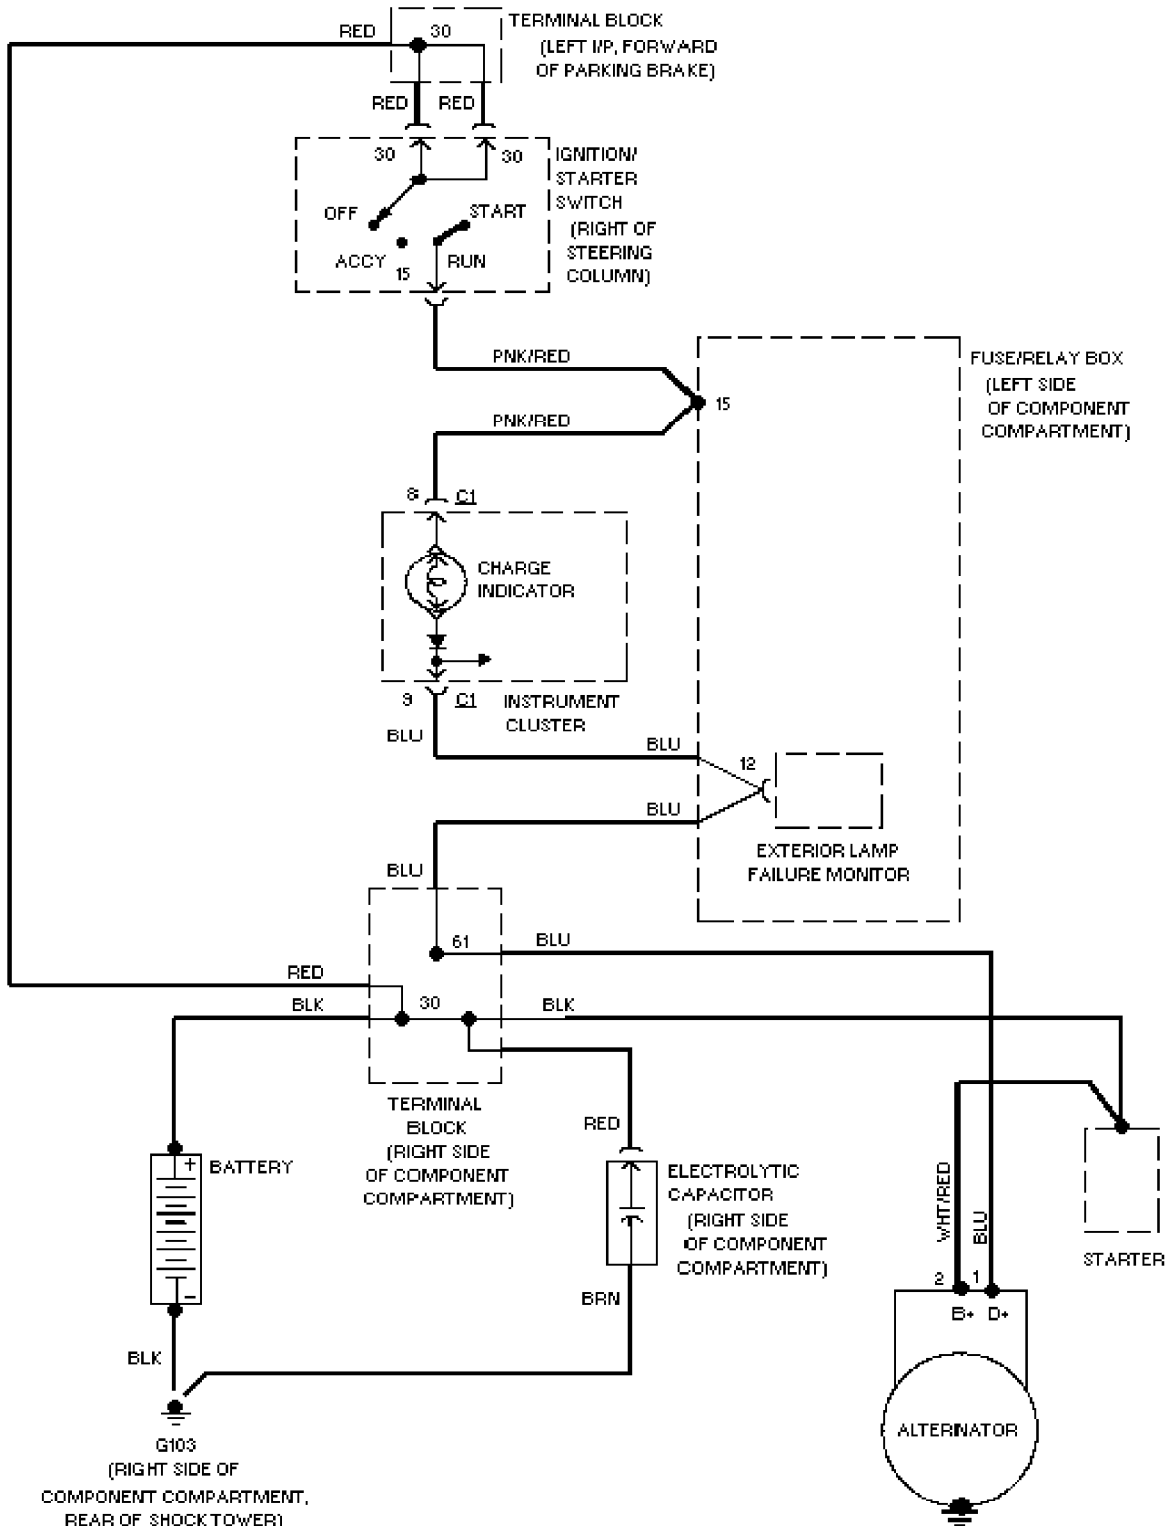 RED
30
TERMINAL BLOCK
(LEFT I/P, FORWARD
OF PARKING BRAKE)
RED
RED
30
30
IGNITION/
STARTER
SWITCH
(RIGHT OF
STEERING
COLUMN)
OFF
START
ACCY
15
RUN
PNK/RED
FUSE/RELAY BOX
(LEFT SIDE
OF COMPONENT
COMPARTMENT)
15
PNK/RED
8
C1
CHARGE
INDICATOR
9
C1
INSTRUMENT
CLUSTER
BLU
BLU
12
BLU
EXTERIOR LAMP
FAILURE MONITOR
BLU
61
BLU
RED
BLK
30
BLK
TERMINAL
BLOCK
(RIGHT SIDE
OF COMPONENT
COMPARTMENT)
RED
+
BATTERY
-
ELECTROLYTIC
CAPACITOR
(RIGHT SIDE
OF COMPONENT
COMPARTMENT)
WHT/RED
BLU
STARTER
BRN
2
1
B+
D+
BLK
ALTERNATOR
G103
(RIGHT SIDE OF
COMPONENT COMPARTMENT,
REAR OF SHOCK TOWER)